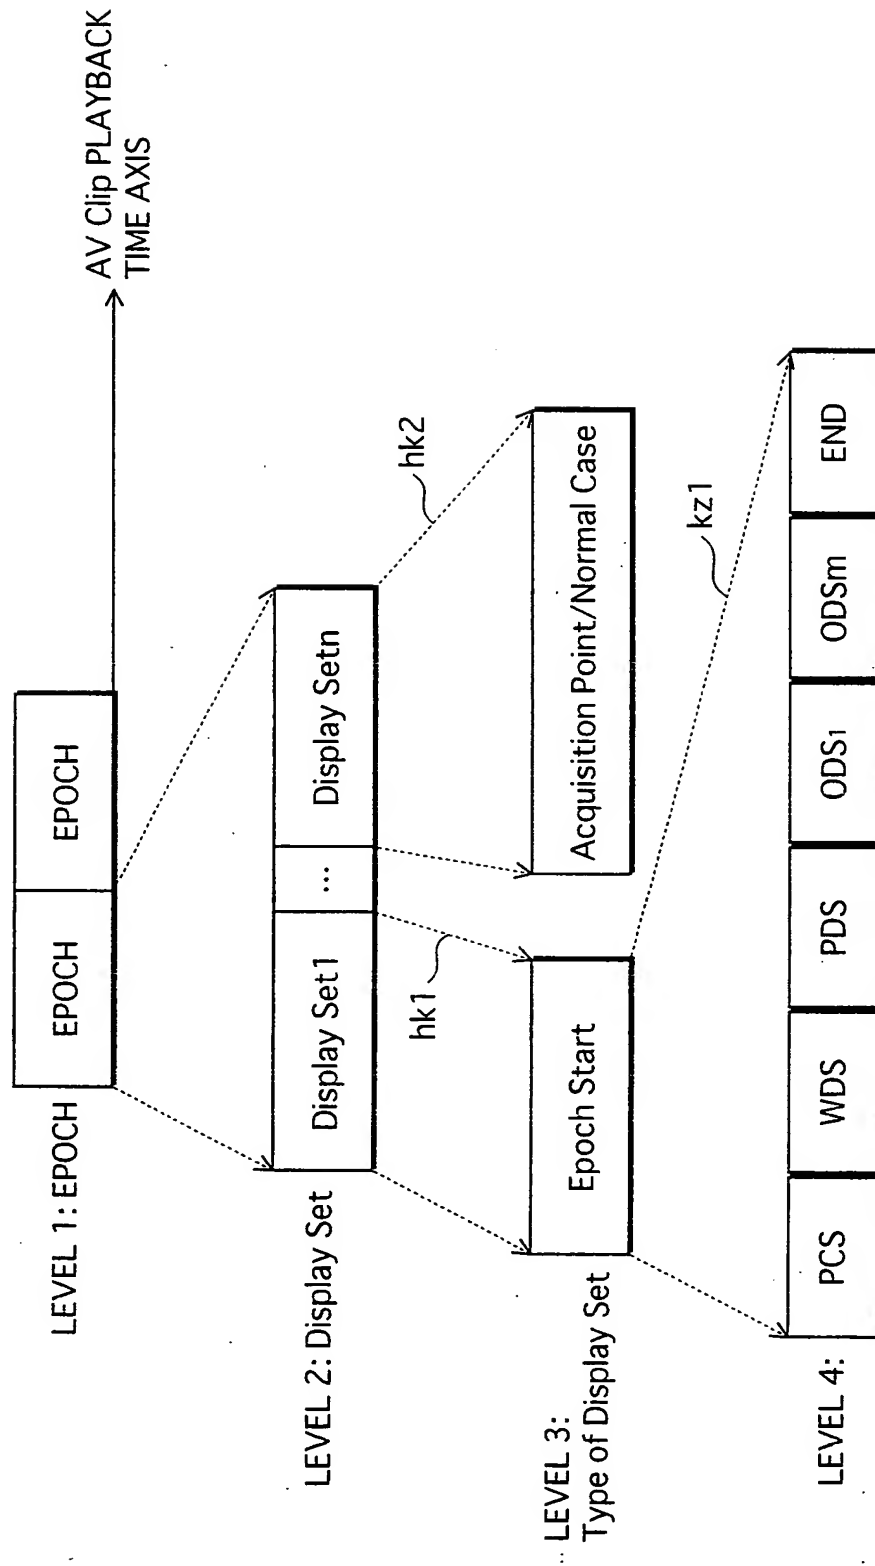 LEVEL 1: EPOCH
EPOCH
EPOCH
AV Clip PLAYBACK
TIME AXIS
LEVEL 2: Display Set
Display Set1
...
Display Setn
hk1
hk2
LEVEL 3:
Type of Display Set
Epoch Start
Acquisition Point/Normal Case
kz1
LEVEL 4:
PCS
WDS
PDS
ODS1
ODSm
END